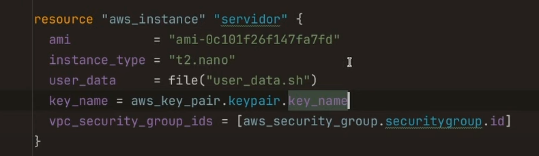 resource "aws_instance" "servidor" {
  ami           = "ami-0c101f26f147fa7fd"
  instance_type = "t2.nano"
  user_data     = file("user_data.sh")
  key_name = aws_key_pair.keypair.key_name
  vpc_security_group_ids = [aws_security_group.securitygroup.id]
}